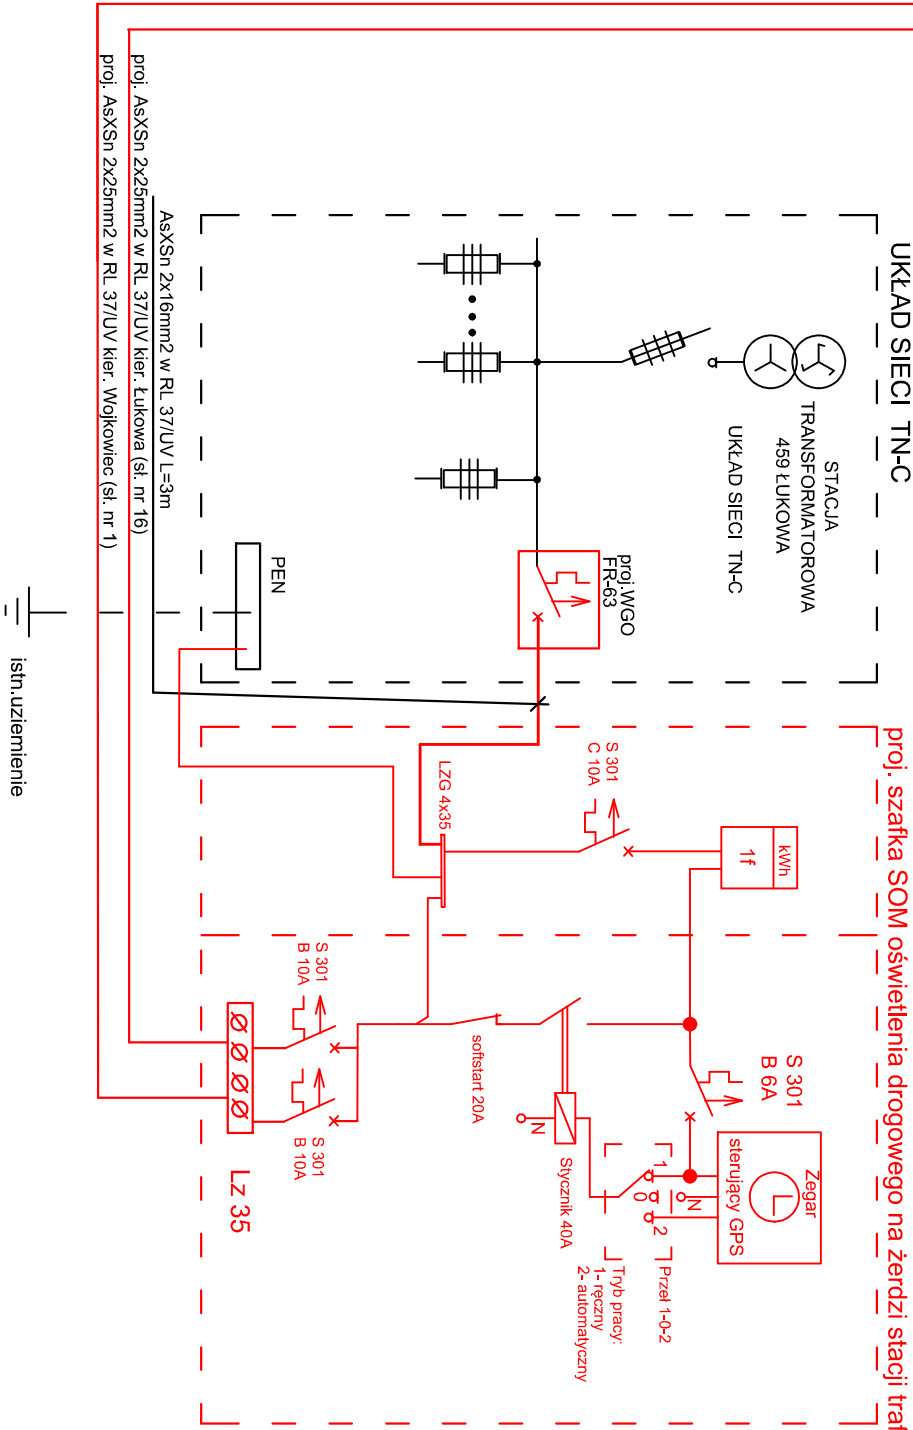 UKŁAD SIECI TN-C
STACJA
TRANSFORMATOROWA
459 ŁUKOWA
UKŁAD SIECI TN-C
proj.WGO
FR-63
PEN
AsXSn 2x16mm2 w RL 37/UV L=3m
proj. AsXSn 2x25mm2 w RL 37/UV kier. Łukowa (sł. nr 16)
proj. AsXSn 2x25mm2 w RL 37/UV kier. Wojkowiec (sł. nr 1)
istn.uziemienie
proj. szafka SOM oświetlenia drogowego na żerdzi stacji traf
kWh
1f
S 301
C 10A
LZG 4x35
S 301
B 6A
Zegar
sterujący GPS
N
1
0
2
Przeł 1-0-2
Tryb pracy:
1- ręczny
2- automatyczny
Stycznik 40A
N
softstart 20A
S 301
B 10A
S 301
B 10A
Lz 35